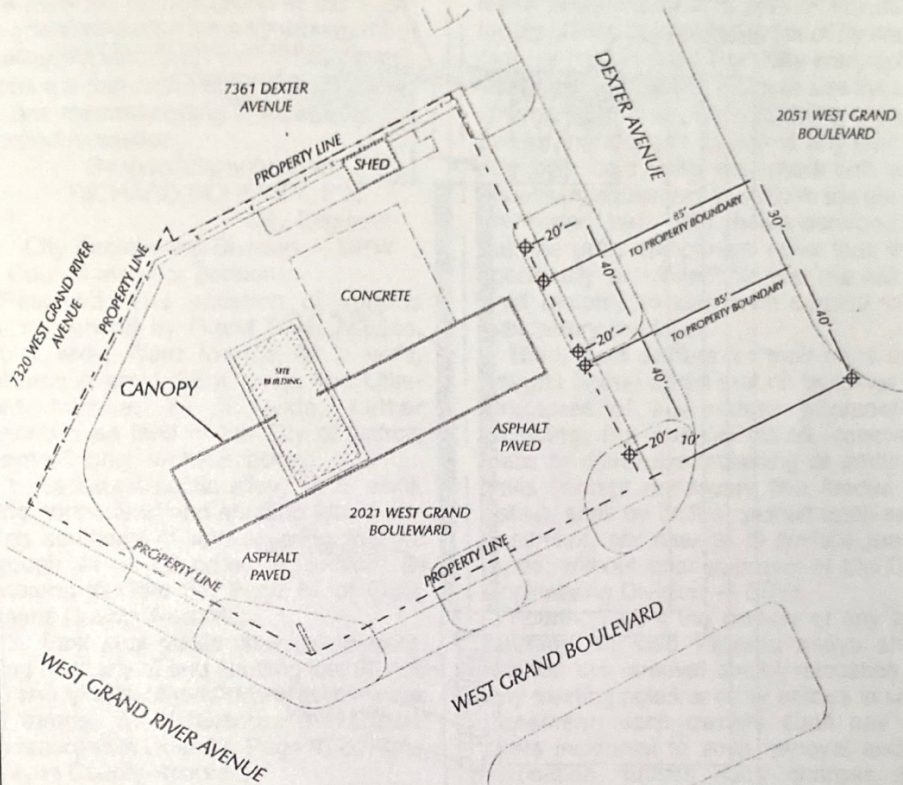 7361 DEXTER
AVENUE
DEXTER AVENUE
2051 WEST GRAND
BOULEVARD
PROPERTY LINE
SHED
7320 WEST GRAND RIVER
AVENUE
PROPERTY LINE
20'
85'
TO PROPERTY BOUNDARY
30'
40'
CONCRETE
20'
85'
TO PROPERTY BOUNDARY
40'
SITE
BUILDING
CANOPY
40'
ASPHALT
PAVED
20'
10'
2021 WEST GRAND
BOULEWARD
ASPHALT
PAVED
PROPERTY LINE
PROPERTY LINE
WEST GRAND RIVER AVENUE
WEST GRAND BOULEVARD